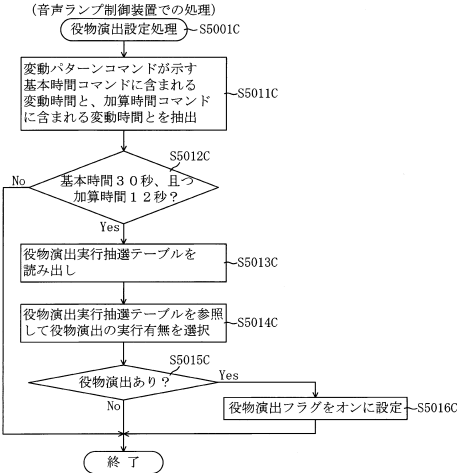 (音声ランプ制御装置での処理)
役物演出設定処理
S5001C
変動パターンコマンドが示す
基本時間コマンドに含まれる
変動時間と、加算時間コマンド
に含まれる変動時間とを抽出
S5011C
S5012C
基本時間30秒、且つ
加算時間12秒?
No
Yes
役物演出実行抽選テーブルを
読み出し
S5013C
役物演出実行抽選テーブルを参照
して役物演出の実行有無を選択
S5014C
S5015C
役物演出あり?
Yes
No
役物演出フラグをオンに設定
S5016C
終了